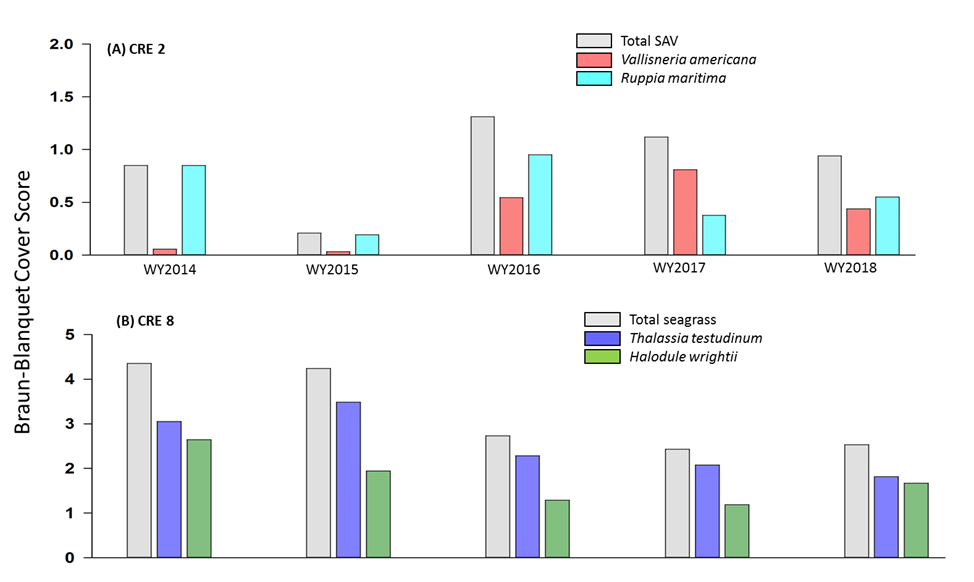 Braun-Blanquet Cover Score
(A) CRE 2
Total SAV
Vallisneria americana
Ruppia maritima
2.0
1.5
1.0
0.5
0.0
WY2014 WY2015 WY2016 WY2017 WY2018
(B) CRE 8
Total seagrass
Thalassia testudinum
Halodule wrightii
5
4
3
2
1
0